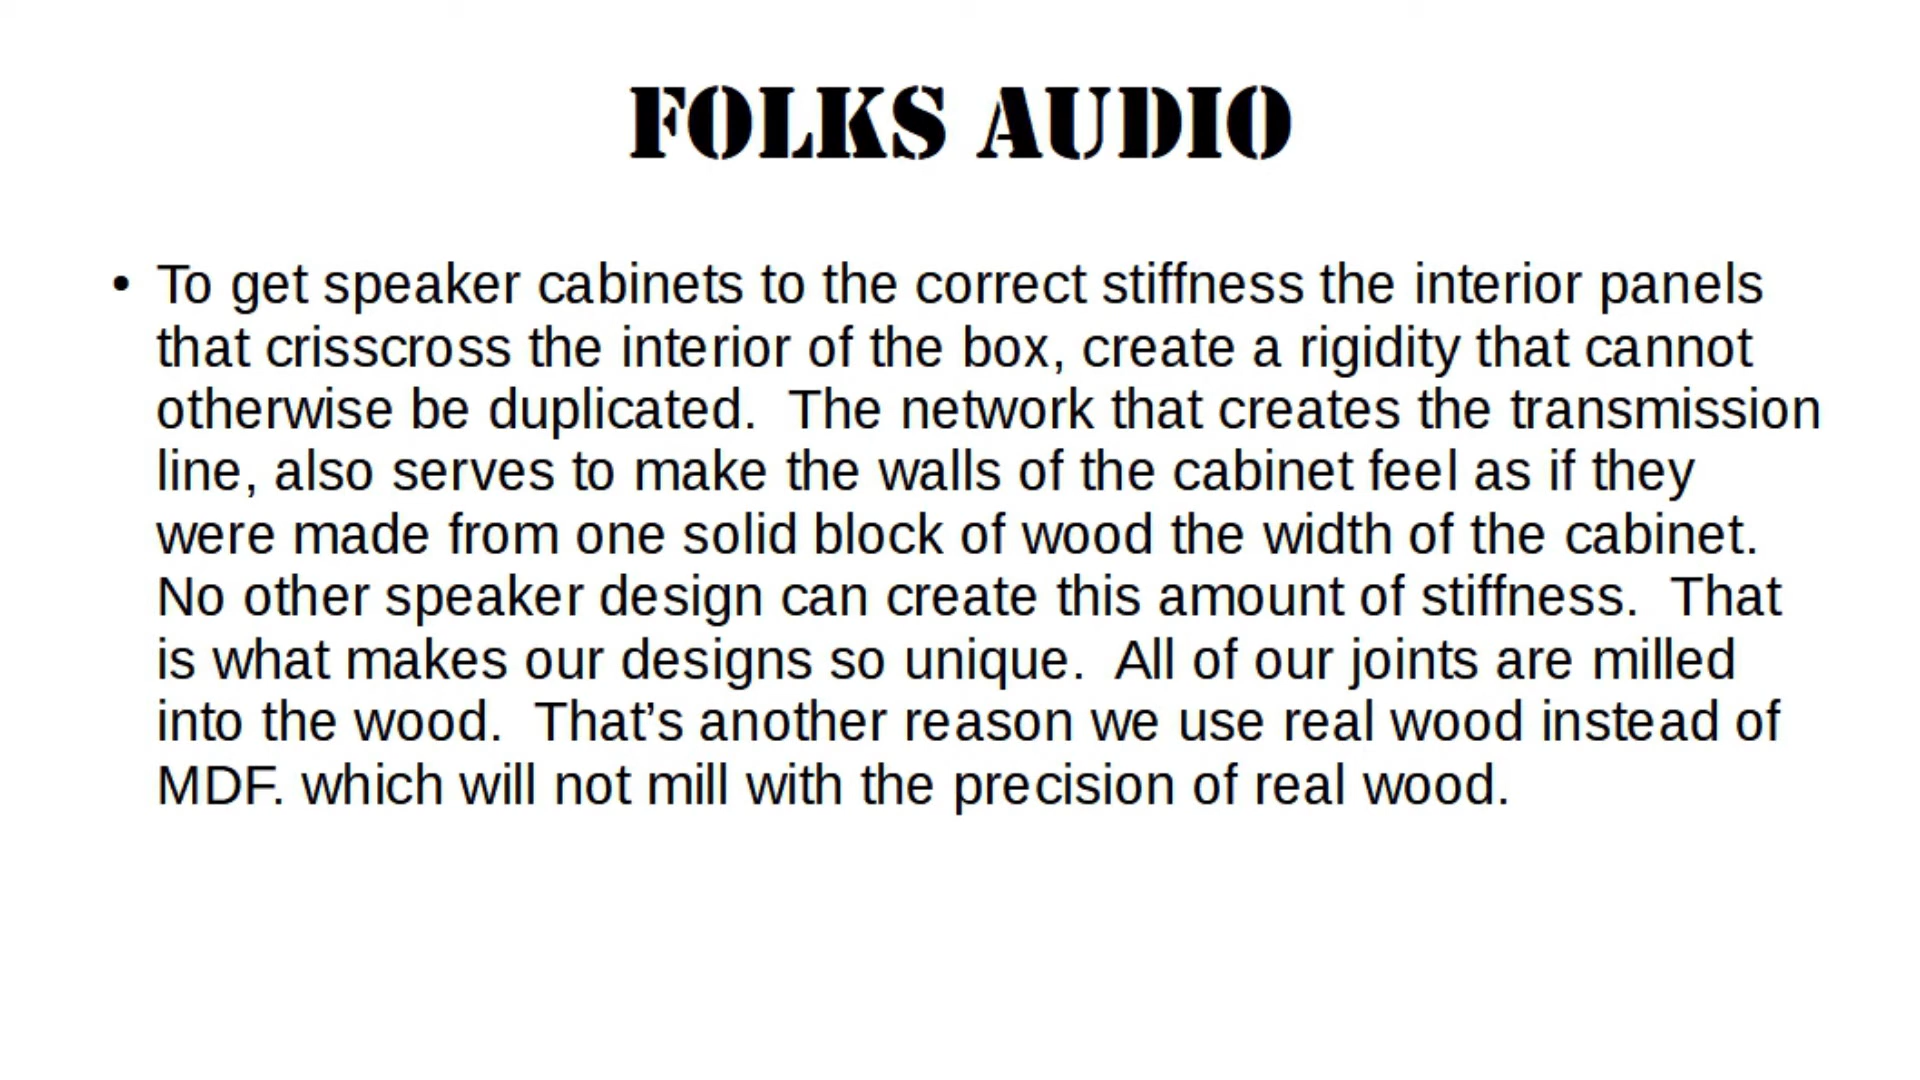 FOLKS AUDIO
• To get speaker cabinets to the correct stiffness the interior panels
that crisscross the interior of the box, create a rigidity that cannot
otherwise be duplicated.  The network that creates the transmission
line, also serves to make the walls of the cabinet feel as if they
were made from one solid block of wood the width of the cabinet.
No other speaker design can create this amount of stiffness.  That
is what makes our designs so unique.  All of our joints are milled
into the wood.  That’s another reason we use real wood instead of
MDF. which will not mill with the precision of real wood.